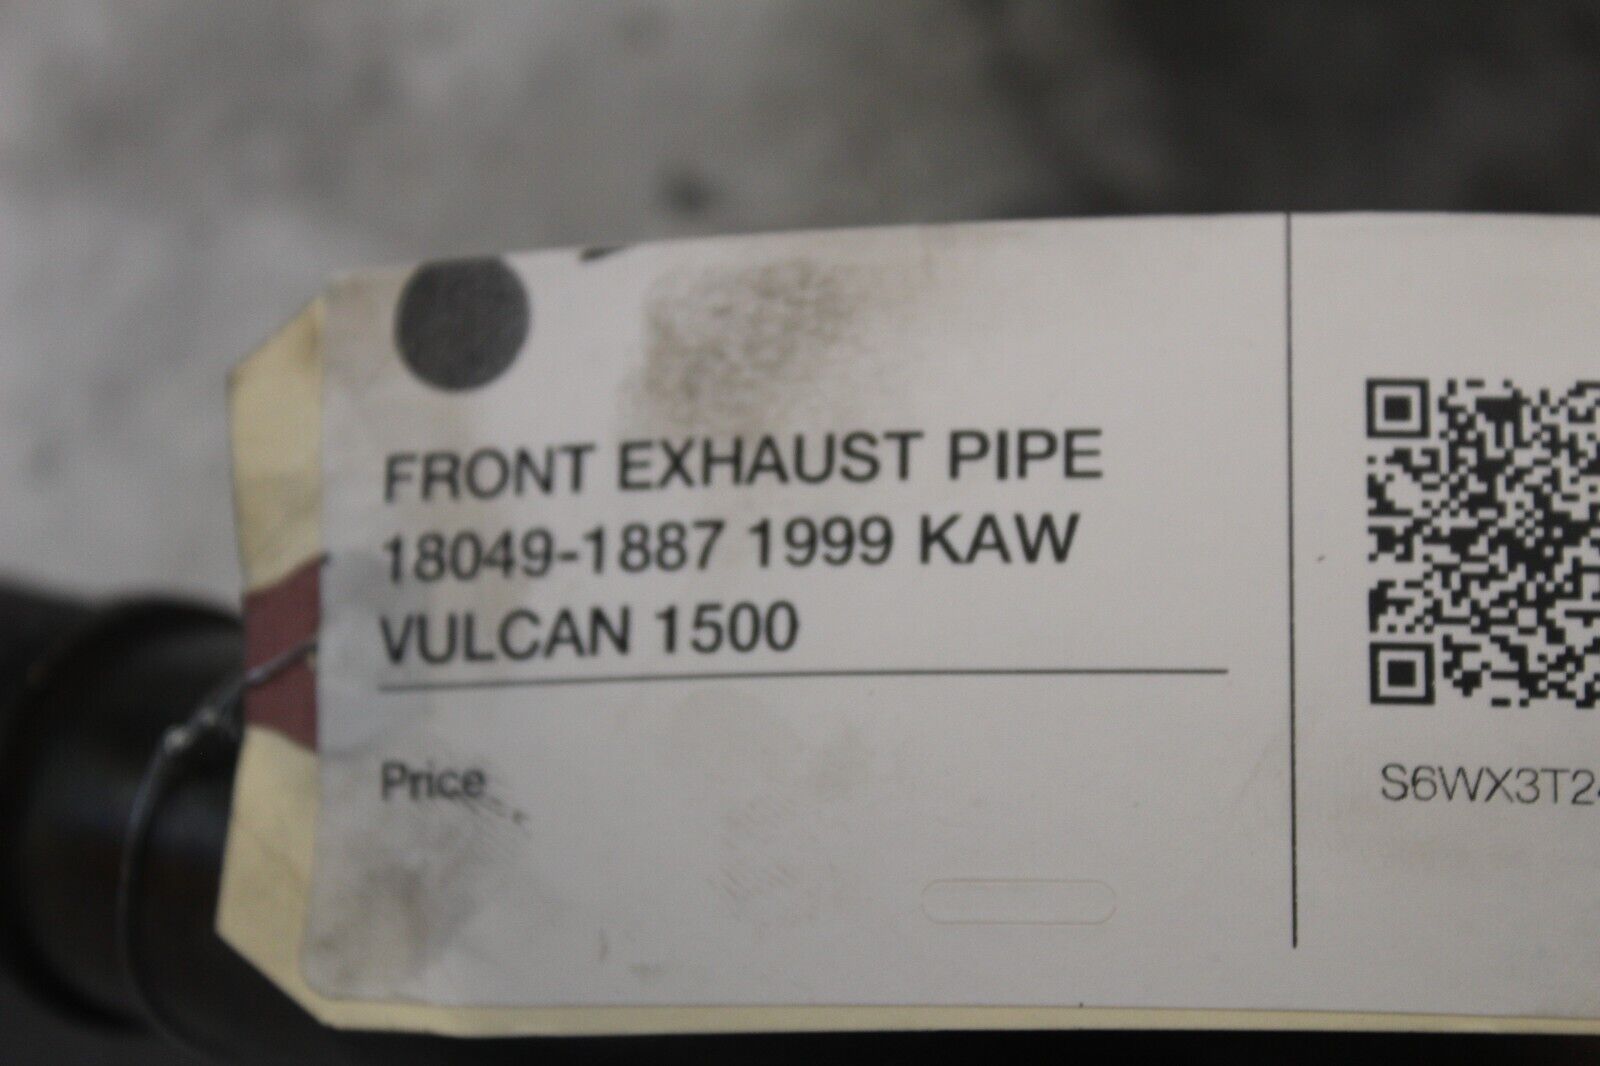 FRONT EXHAUST PIPE
18049-1887 1999 KAW
VULCAN 1500
Price
S6WX3T2